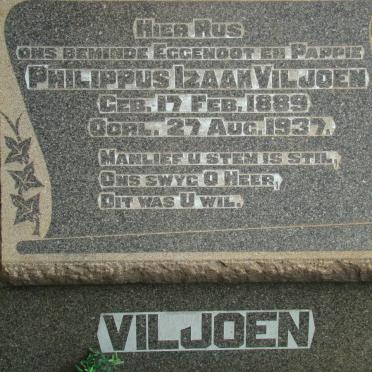 Hier Rus
ons beminde Eggenoot en Pappie
Philippus Izaak Viljoen
Geb. 17 Feb. 1889
Oorl. 27 Aug. 1937.
Manlief u stem is stil,
Ons swyg O Heer,
Dit was U wil.
VILJOEN